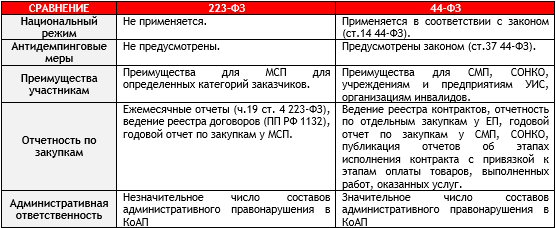 СРАВНЕНИЕ 223-ФЗ 44-ФЗ
Национальный режим
Не применяется.
Применяется в соответствии с законом
(ст.14 44-ФЗ).
Антидемпинговые
меры
Не предусмотрены.
Предусмотрены законом (ст.37 44-ФЗ).
Преимущества
участникам
Преимущества для МСП для
определенных категорий заказчиков.
Преимущества для СМП, СОНКО,
учреждениям и предприятиям УИС,
организациям инвалидов.
Отчетность по
закупкам
Ежемесячные отчеты (ч.19 ст. 4 223-ФЗ),
ведение реестра договоров (ПП РФ 1132),
годовой отчет по закупкам у МСП.
Ведение реестра контрактов, отчетность
по отдельным закупкам у ЕП, годовой
отчет по закупкам у СМП, СОНКО,
публикация отчетов об этапах
исполнения контракта с привязкой к
этапам оплаты товаров, выполненных
работ, оказанных услуг.
Административная
ответственность
Незначительное число составов
административного правонарушения в
КоАП
Значительное число составов
административного правонарушения в
КоАП